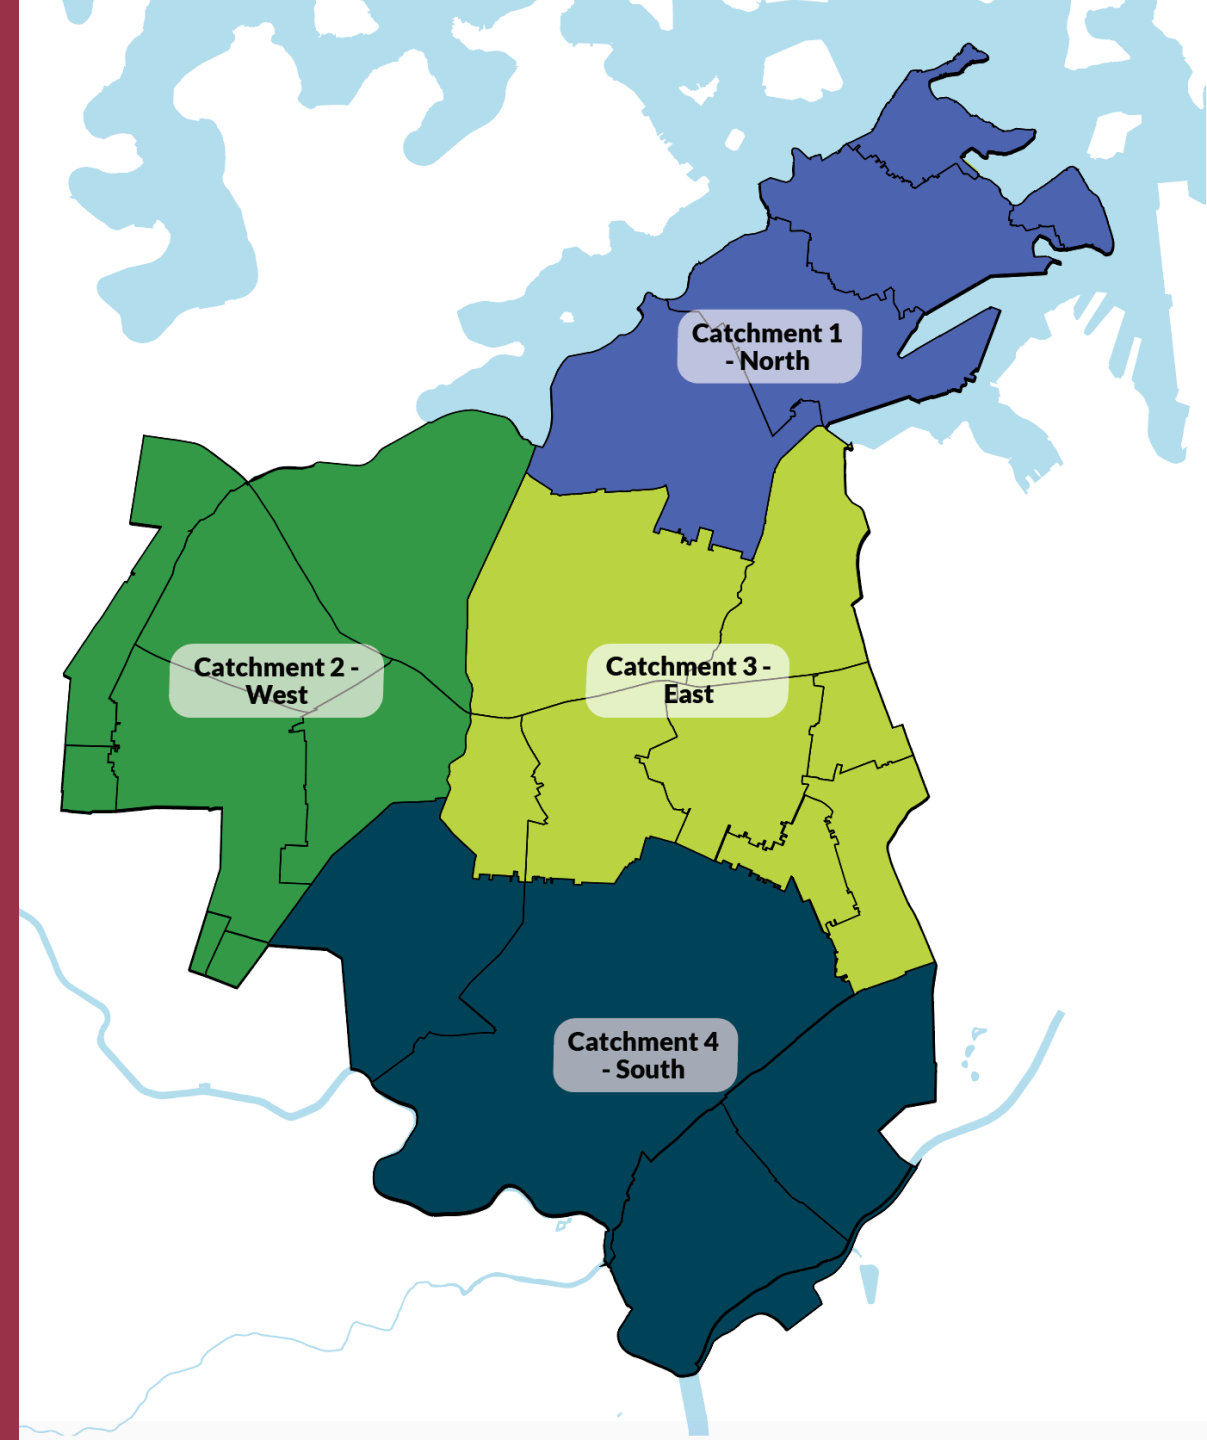 Catchment 1
- North
Catchment 2 -
West
Catchment 3 -
East
Catchment 4
- South